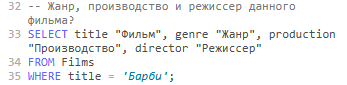 32 -- Жанр, производство и режиссер данного
фильма?
33 SELECT title "Фильм", genre "Жанр", production
"Производство", director "Режиссер"
34 FROM Films
35 WHERE title = 'Барби';